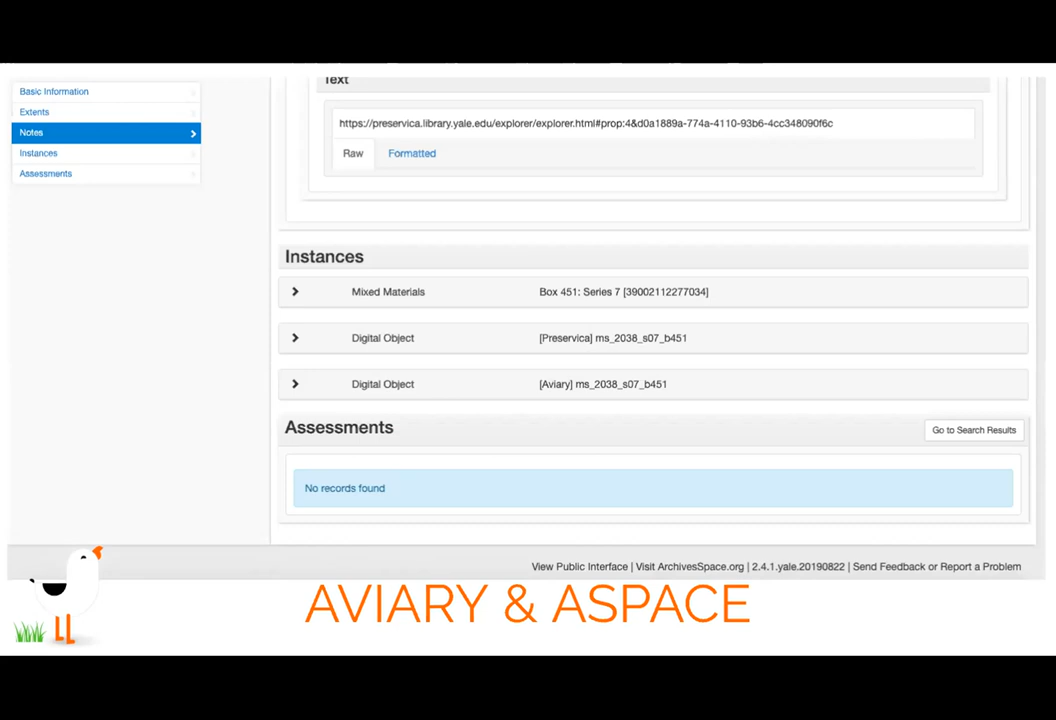 Basic Information
Extents
Notes
Instances
Assessments
Text
https://preservica.library.yale.edu/explorer/explorer.html#prop:4&d0a1889a-774a-4110-93b6-4cc348090f6c
Raw Formatted
Instances
Mixed Materials Box 451: Series 7 [39002112277034]
Digital Object [Preservica] ms_2038_s07_b451
Digital Object [Aviary] ms_2038_s07_b451
Assessments Go to Search Results
No records found
View Public Interface | Visit ArchivesSpace.org | 2.4.1.yale.20190822 | Send Feedback or Report a Problem
AVIARY & ASPACE